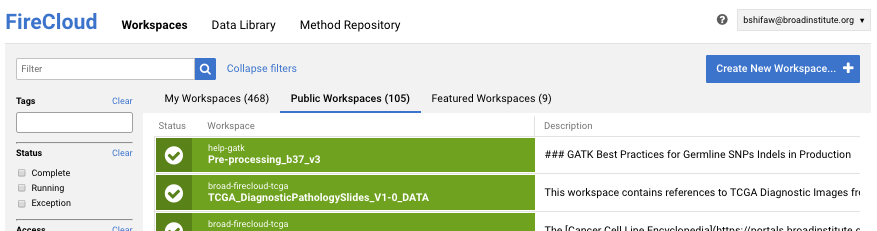 FireCloud Workspaces Data Library Method Repository ? bshifaw@broadinstitute.org
Filter Collapse filters Create New Workspace... +
Tags Clear
My Workspaces (468) Public Workspaces (105) Featured Workspaces (9)
Status Workspace Description
help-gatk
Pre-processing_b37_v3 ### GATK Best Practices for Germline SNPs Indels in Production
Status Clear
Complete
Running
Exception
broad-firecloud-tcga
TCGA_DiagnosticPathologySlides_V1-0_DATA This workspace contains references to TCGA Diagnostic Images fr
Access Clear
broad-firecloud-tcga
The [Cancer Cell Line Encyclopedia](https://portals.broadinstitute.